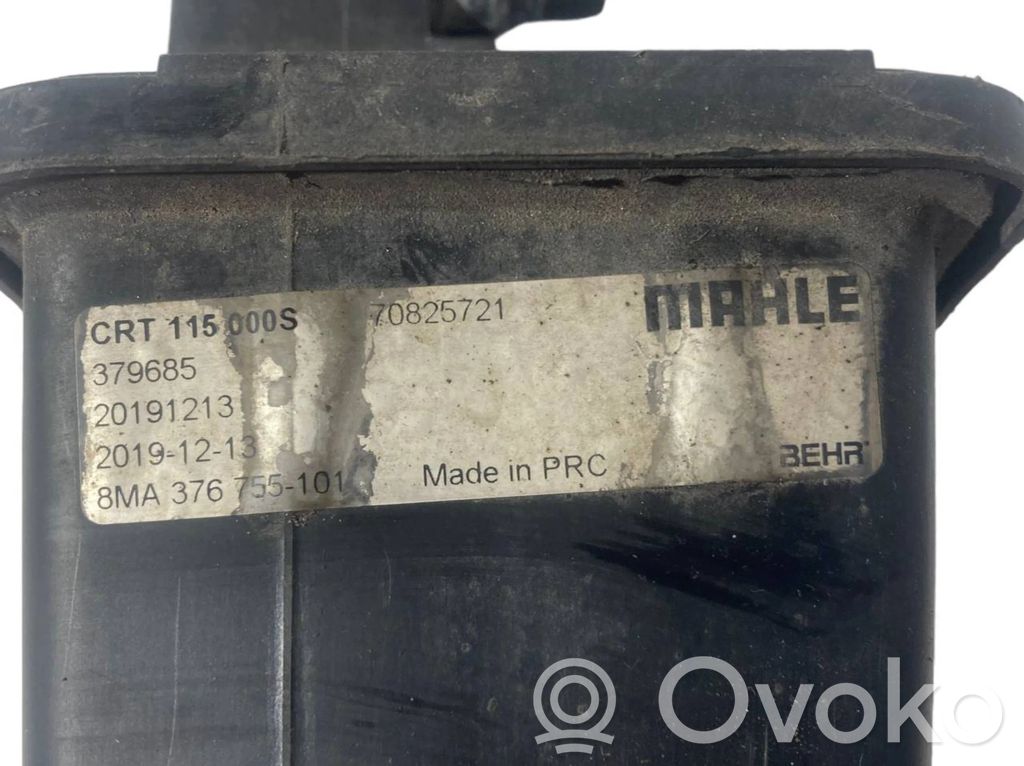 CRT 115 000S 70825721 MAHLE
379685
20191213
2019-12-13
8MA 376 755-101 Made in PRC BEHR
©Ovoko